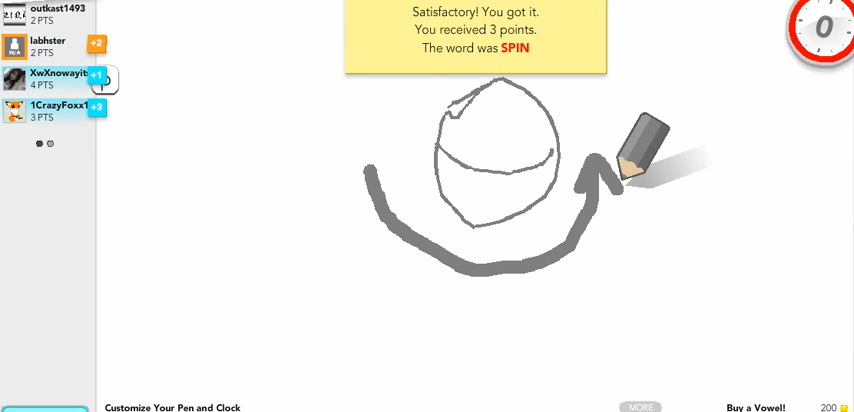 outkast1493
2 PTS
labhster
+2
2 PTS
XwXnowayit
+1
4 PTS
1CrazyFoxx1
+3
3 PTS
Satisfactory! You got it.
You received 3 points.
The word was SPIN
0
Customize Your Pen and Clock
MORE
Buy a Vowel!
200